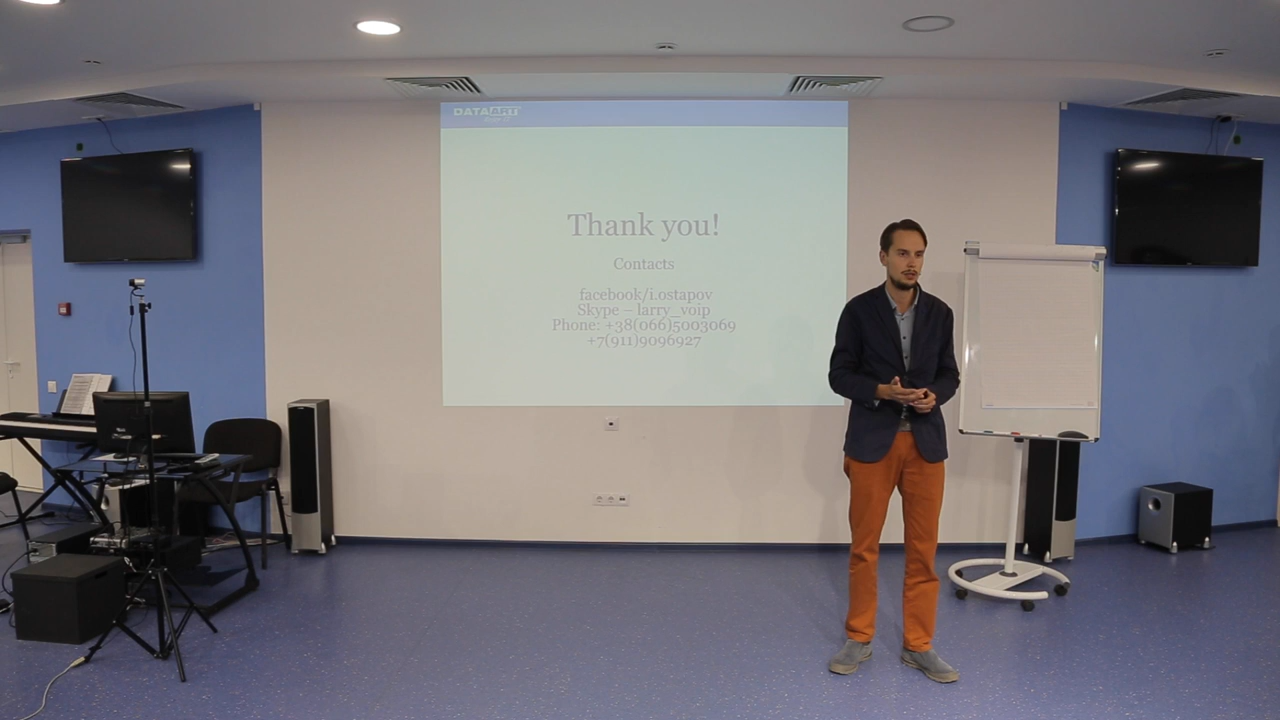 DATAART
Thank you!
Contacts
facebook/i.ostapov
Skype – larry_voip
Phone: +38(066)5003069
+7(911)9096927